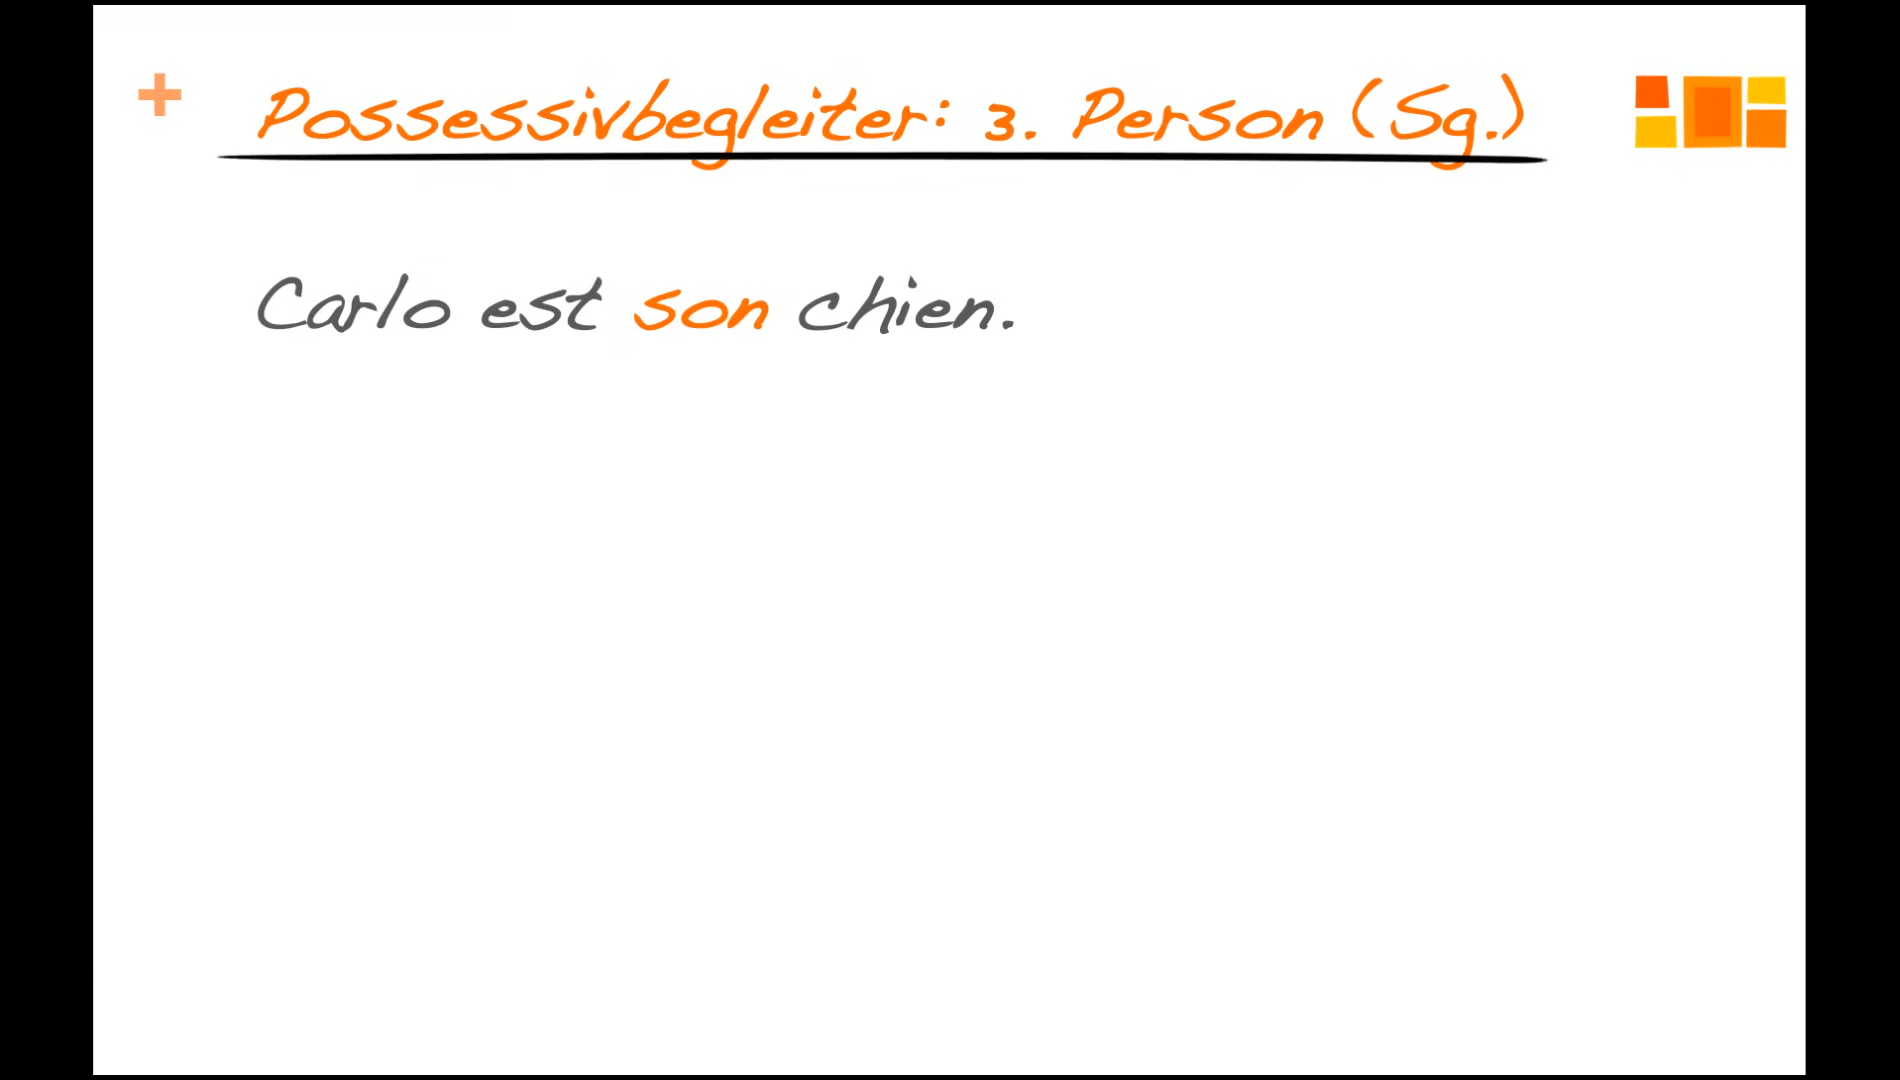 + Possessivbegleiter: 3. Person (Sg.)
Carlo est son chien.